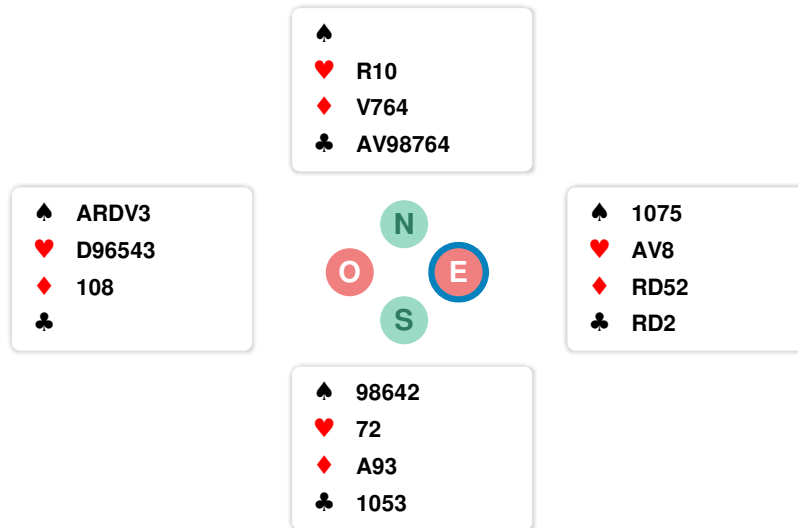 ♠
♥ R10
♦ V764
♣ AV98764
♠ ARDV3
♥ D96543
♦ 108
♣
N
O
E
S
♠ 1075
♥ AV8
♦ RD52
♣ RD2
♠ 98642
♥ 72
♦ A93
♣ 1053